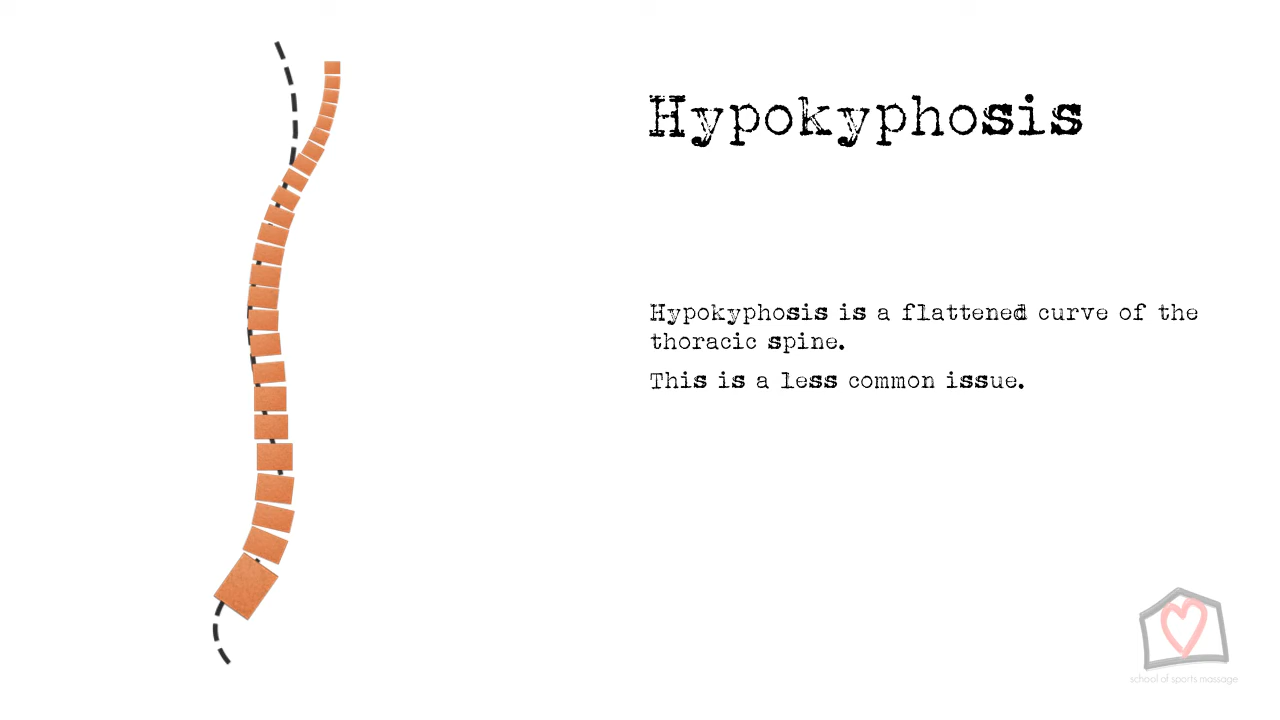 Hypokyphosis
Hypokyphosis is a flattened curve of the
thoracic spine.
This is a less common issue.
school of sports massage